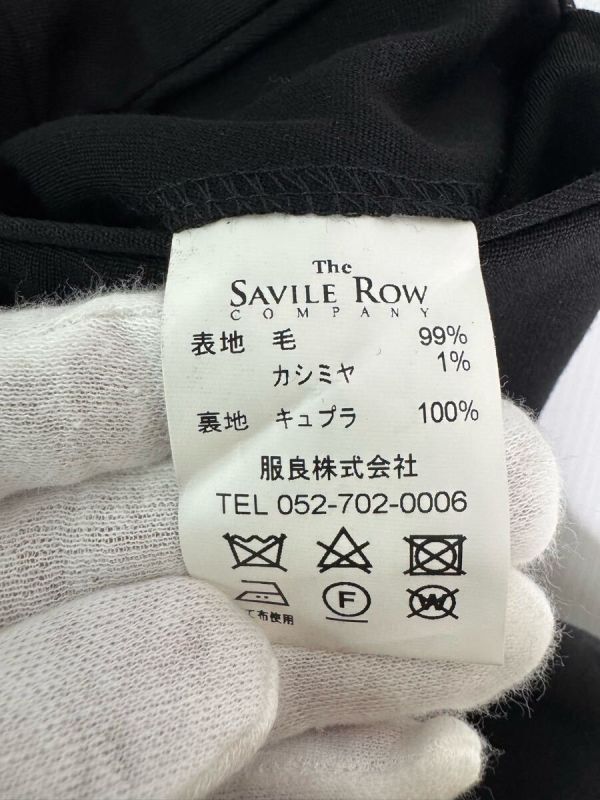 The
SAVILE ROW
COMPANY
表地 毛 99%
カシミヤ 1%
裏地 キュプラ 100%
服良株式会社
TEL 052-702-0006
F W
て布使用